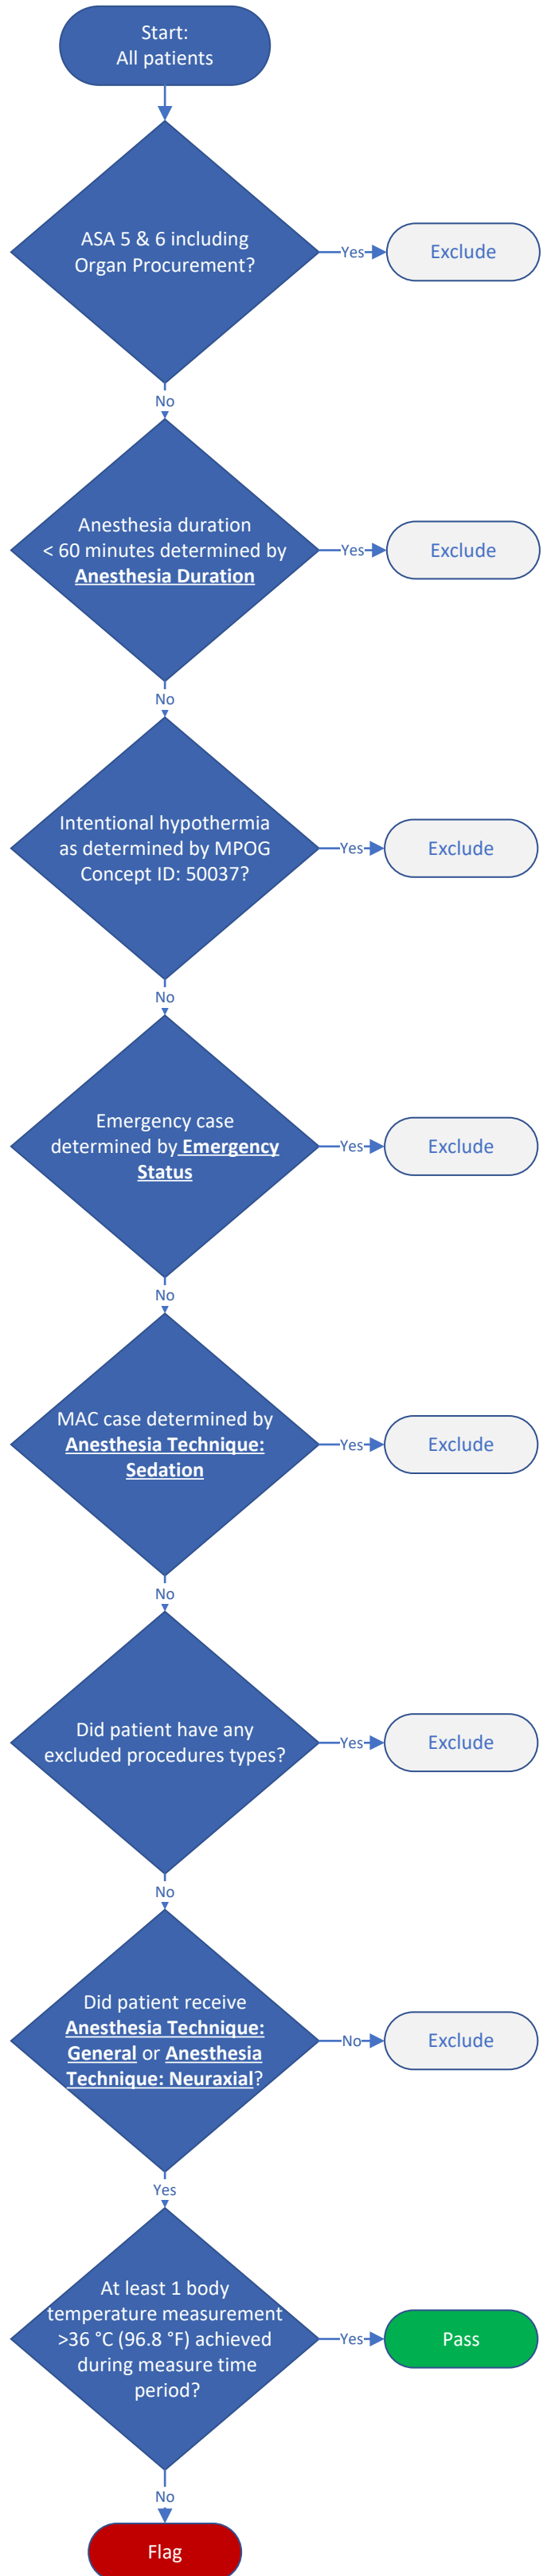 Start:
All patients
ASA 5 & 6 including
Organ Procurement?
Yes
Exclude
No
Anesthesia duration
< 60 minutes determined by
Anesthesia Duration
Yes
Exclude
No
Intentional hypothermia
as determined by MPOG
Concept ID: 50037?
Yes
Exclude
No
Emergency case
determined by Emergency
Status
Yes
Exclude
No
MAC case determined by
Anesthesia Technique:
Sedation
Yes
Exclude
No
Did patient have any
excluded procedures types?
Yes
Exclude
No
Did patient receive
Anesthesia Technique:
General or Anesthesia
Technique: Neuraxial?
No
Exclude
Yes
At least 1 body
temperature measurement
>36 °C (96.8 °F) achieved
during measure time
period?
Yes
Pass
No
Flag